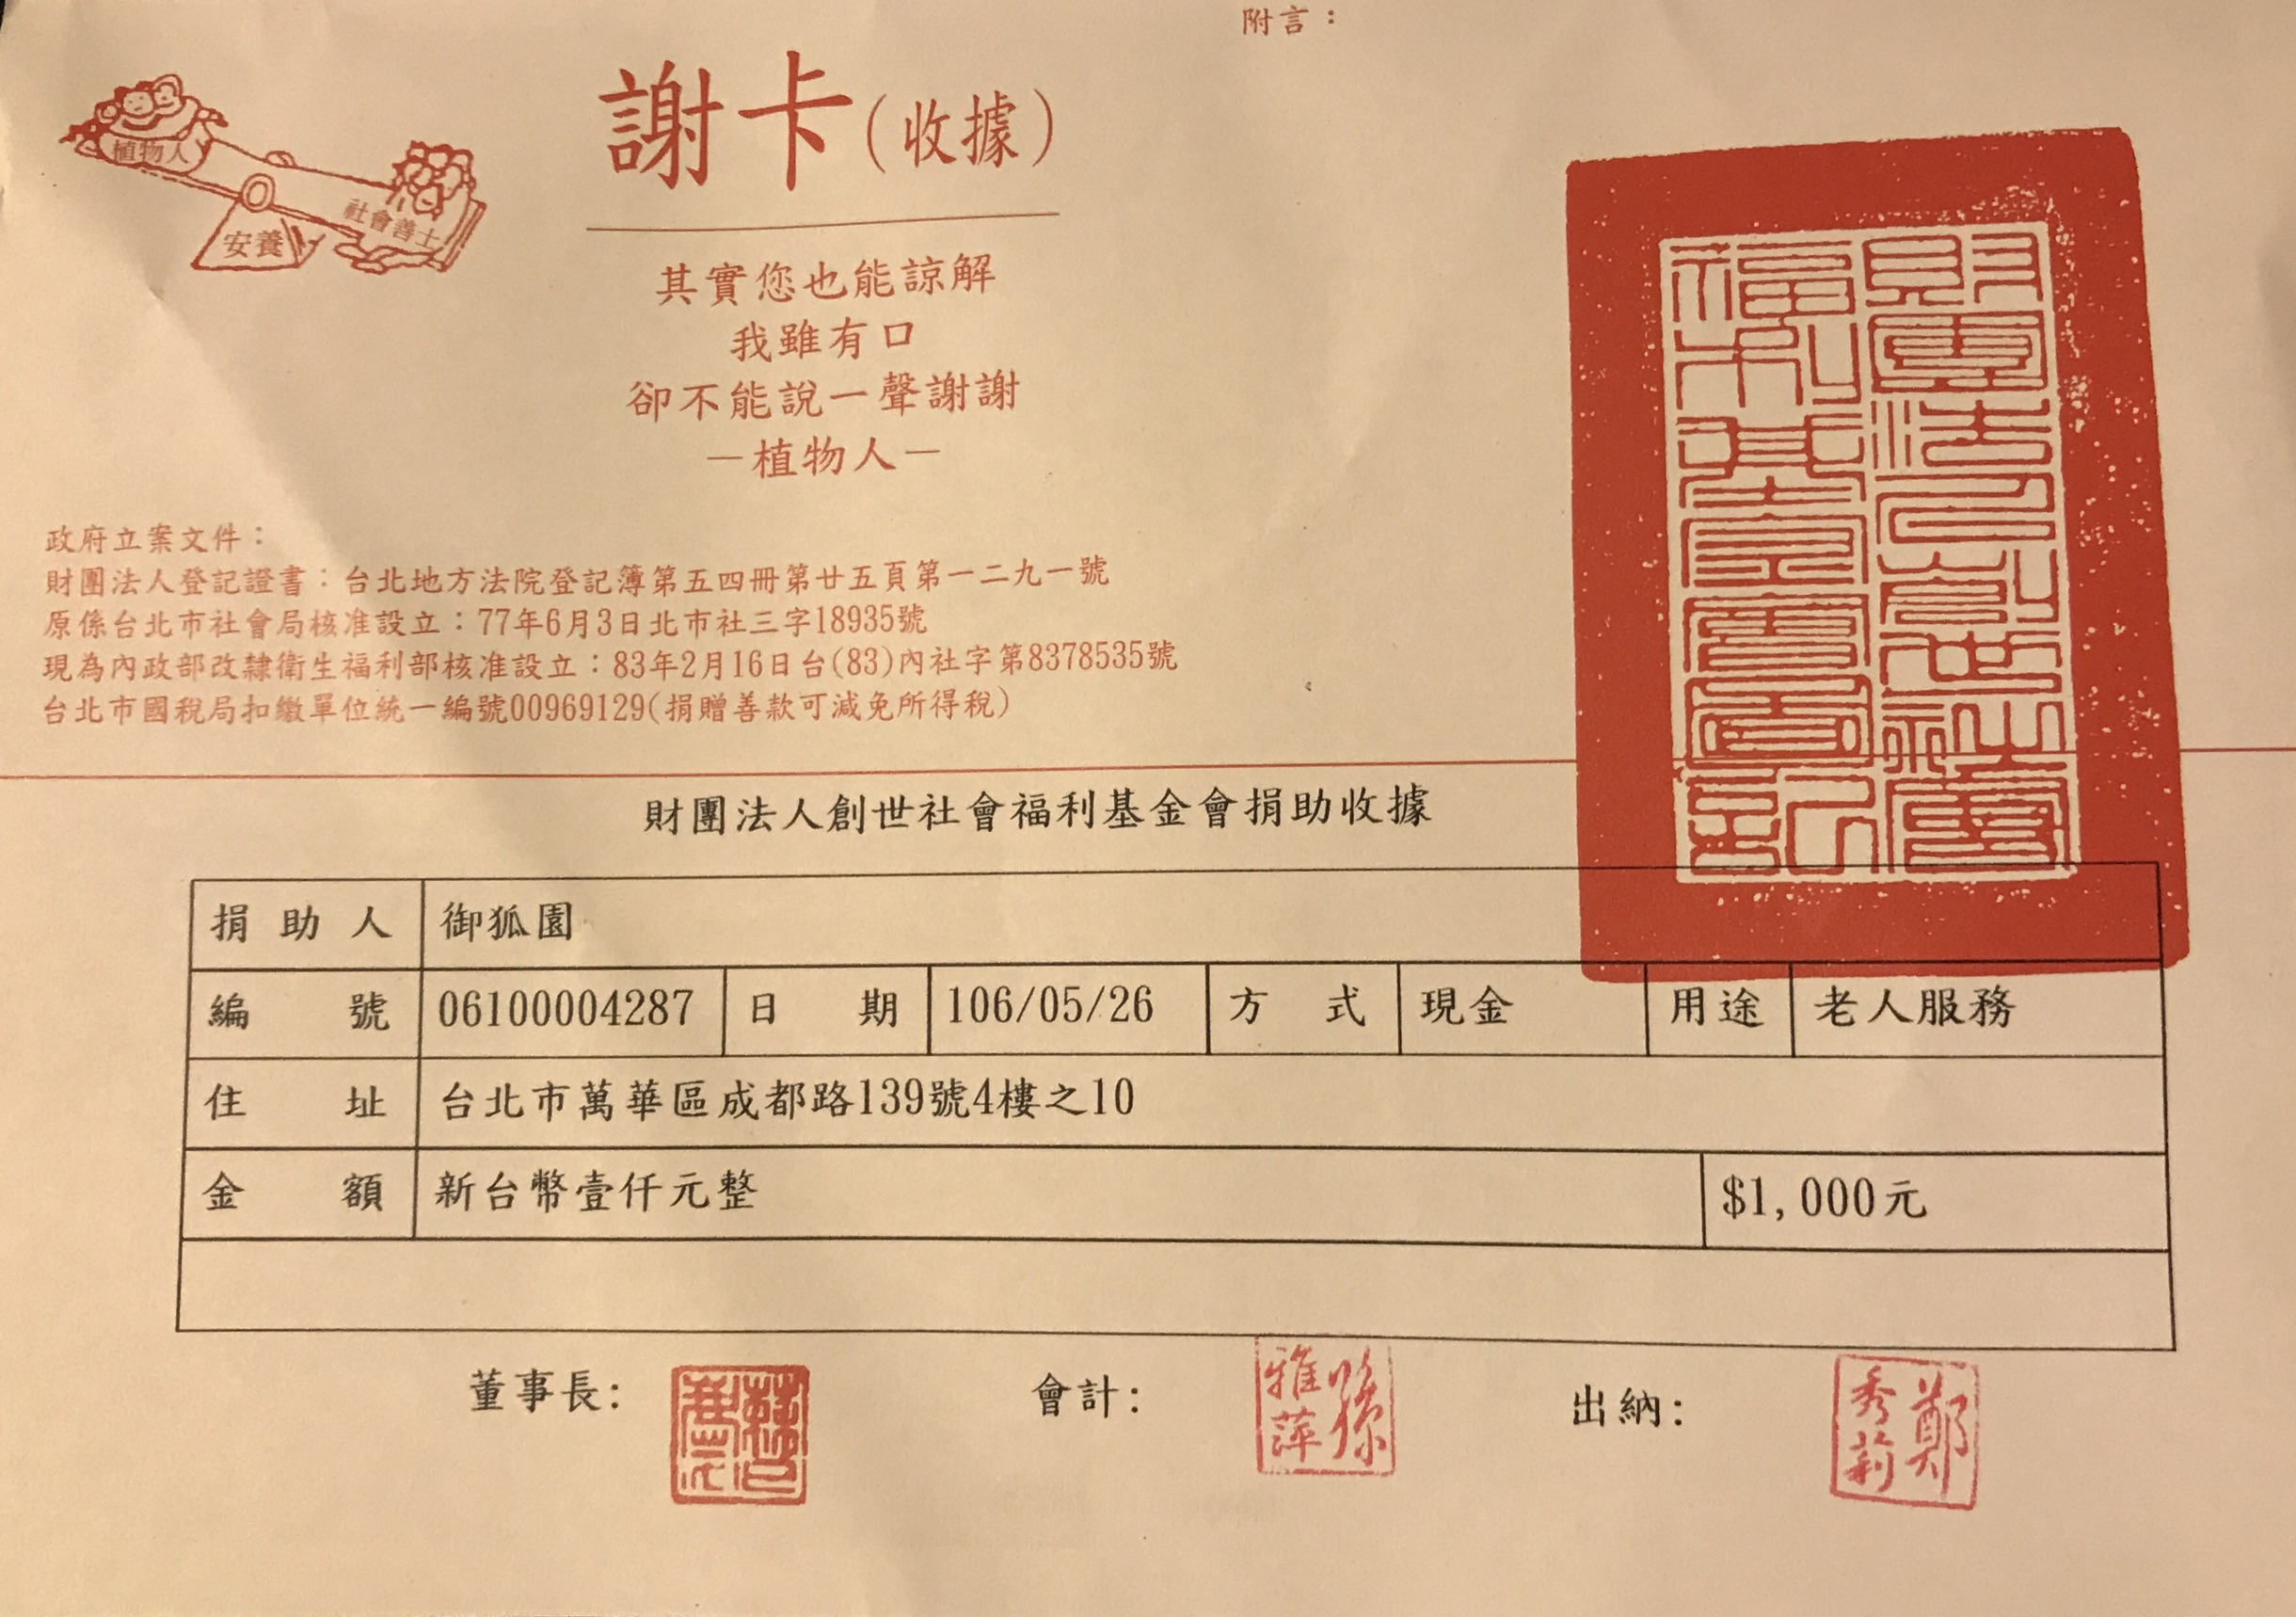 附言：
謝卡(收據)
植物人
社會善士
安養
其實您也能諒解
我雖有口
卻不能說一聲謝謝
－植物人－
政府立案文件：
財團法人登記證書：台北地方法院登記簿第五四冊第廿五頁第一二九一號
原係台北市社會局核准設立：77年6月3日北市社三字18935號
現為內政部改隸衛生福利部核准設立：83年2月16日台(83)內社字第8378535號
台北市國稅局扣繳單位統一編號00969129(捐贈善款可減免所得稅)
財團法人創世社會福利基金會捐助收據
捐助人 御狐園
編號 06100004287 日期 106/05/26 方式 現金 用途 老人服務
住址 台北市萬華區成都路139號4樓之10
金額 新台幣壹仟元整 $1,000元
董事長: 會計: 孫雅萍 出納: 鄭秀莉